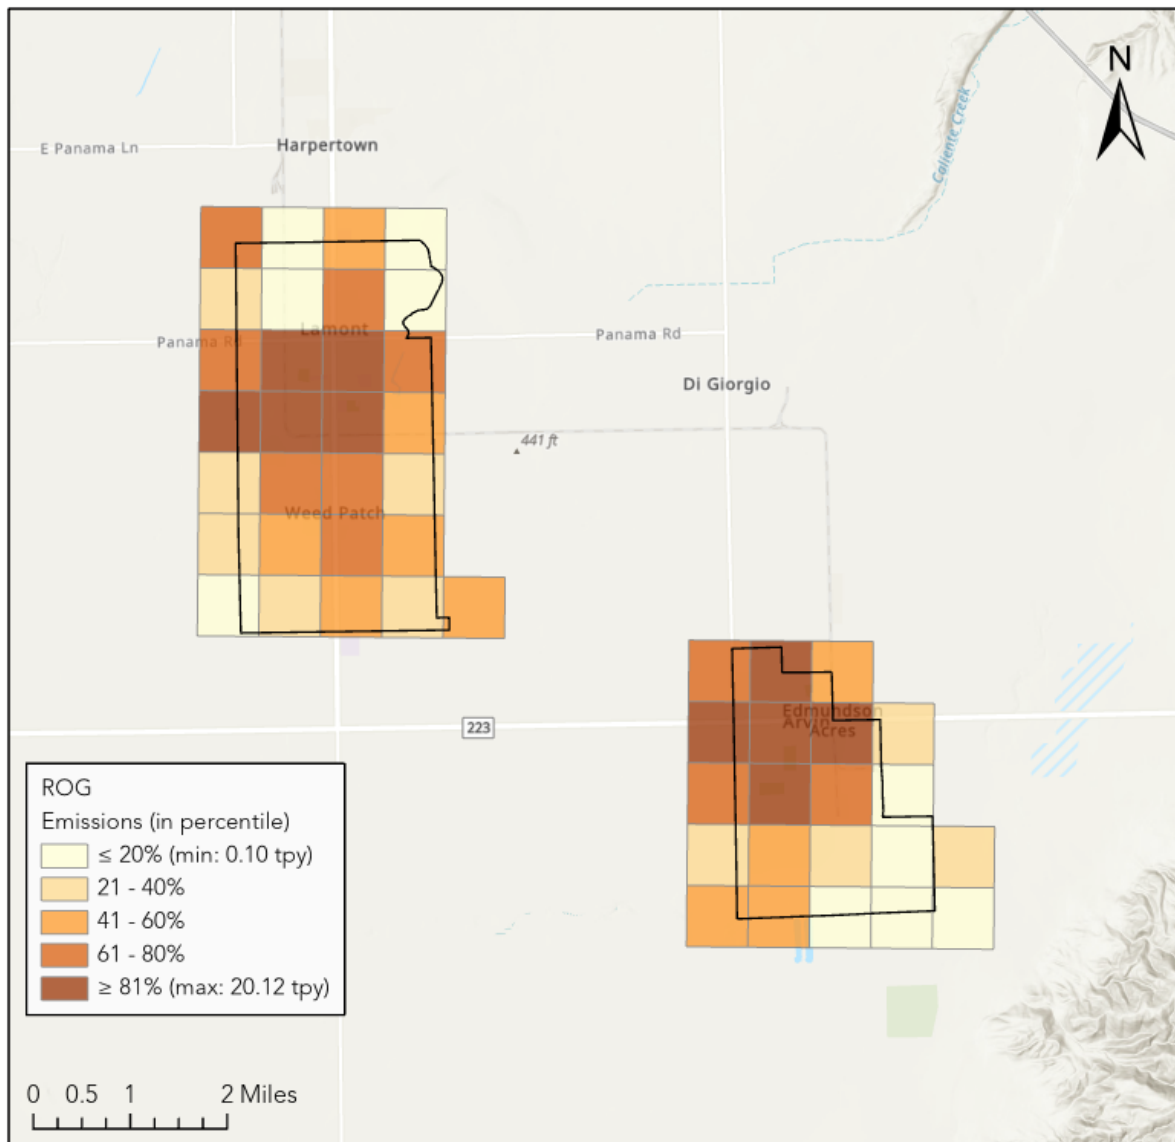 N
Caliente Creek
E Panama Ln
Harpertown
Lamont
Panama Rd
Panama Rd
Di Giorgio
441 ft
Weed Patch
Edmundson
Arvin
Acres
223
ROG
Emissions (in percentile)
≤ 20% (min: 0.10 tpy)
21 - 40%
41 - 60%
61 - 80%
≥ 81% (max: 20.12 tpy)
0 0.5 1 2 Miles